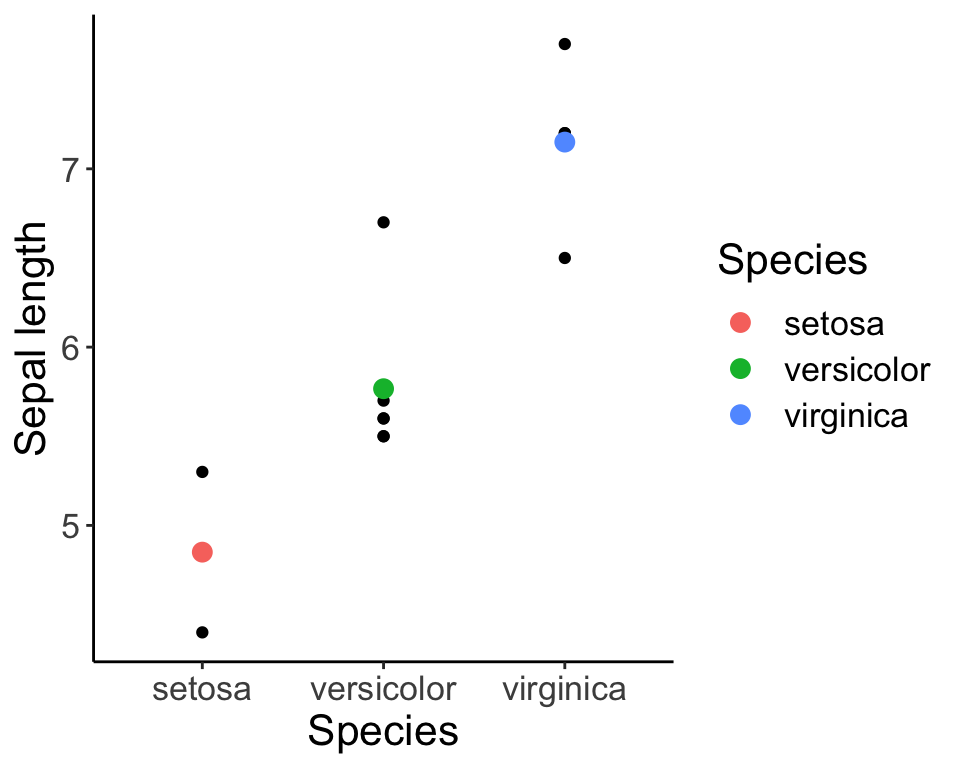 Sepal length
7
6
5
setosa versicolor virginica
Species
Species
setosa
versicolor
virginica